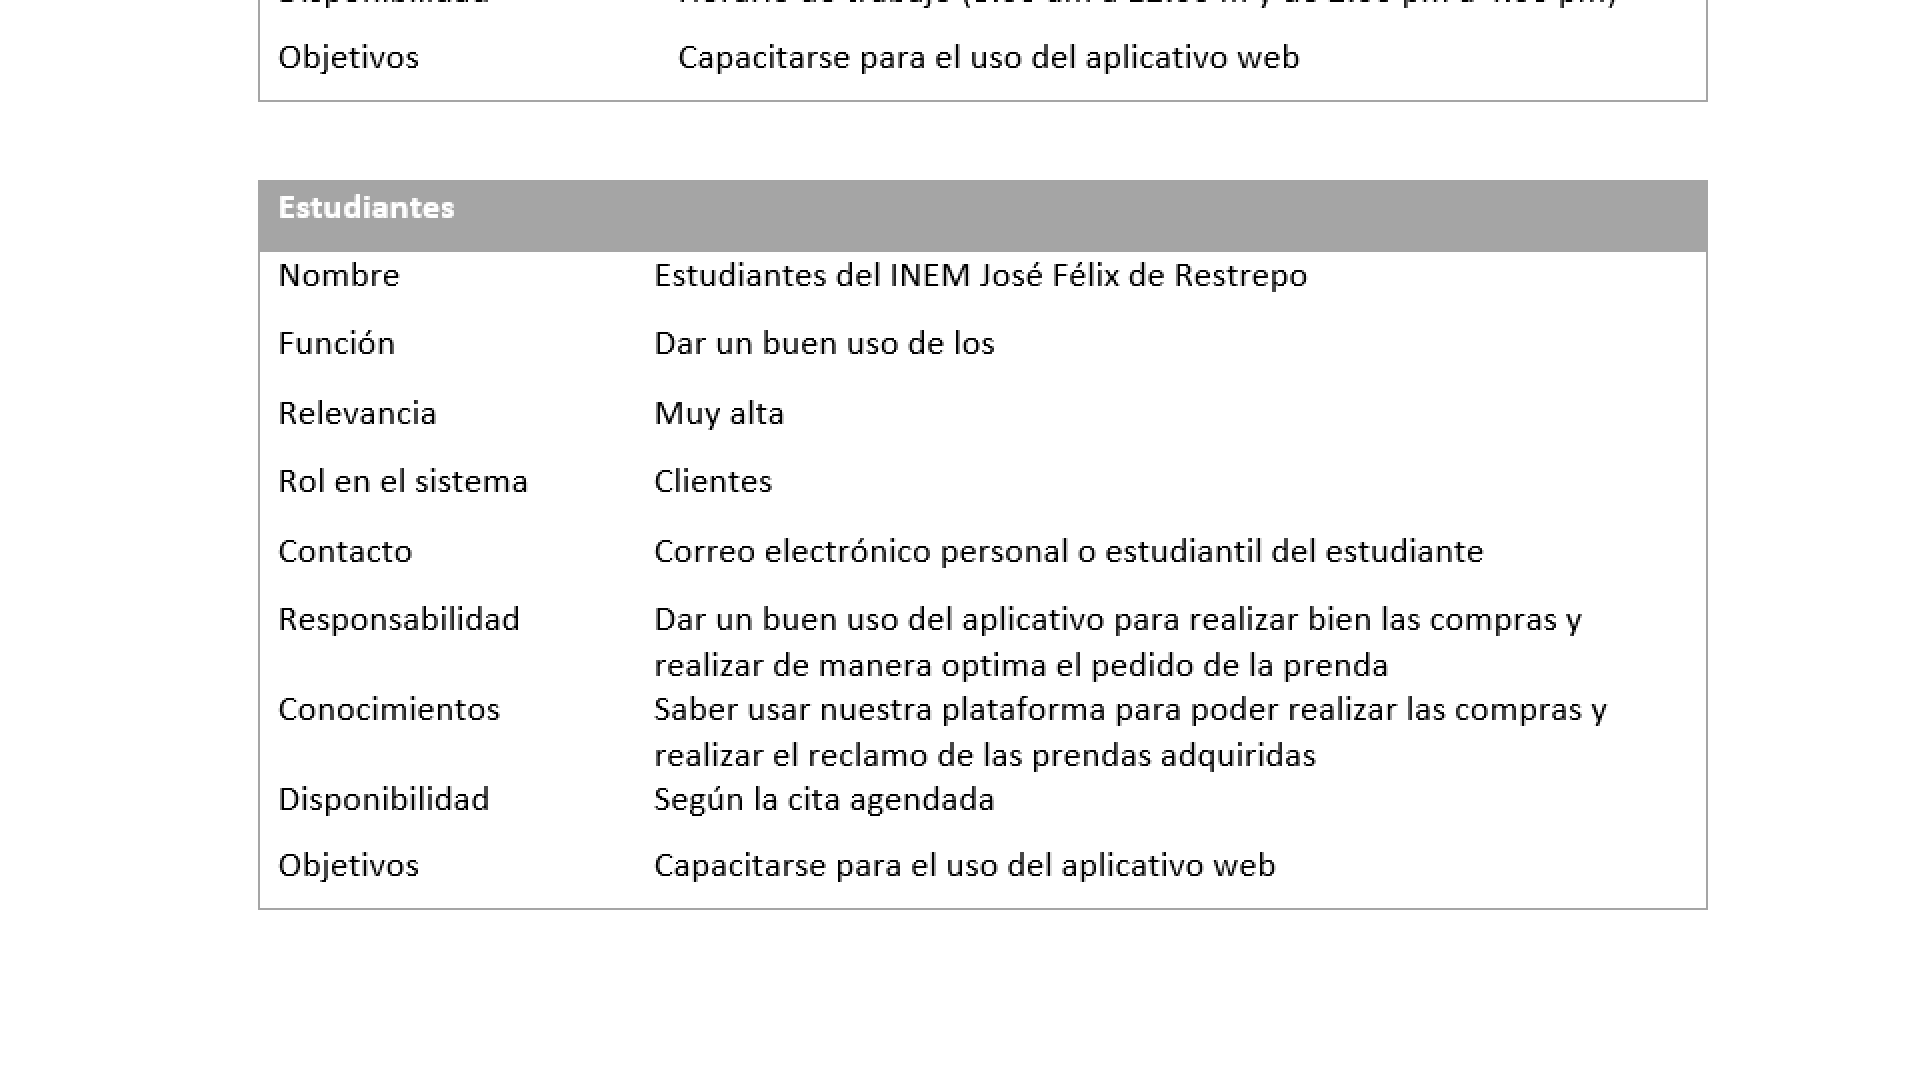 Objetivos Capacitarse para el uso del aplicativo web
Estudiantes
Nombre Estudiantes del INEM José Félix de Restrepo
Función Dar un buen uso de los
Relevancia Muy alta
Rol en el sistema Clientes
Contacto Correo electrónico personal o estudiantil del estudiante
Responsabilidad Dar un buen uso del aplicativo para realizar bien las compras y
realizar de manera optima el pedido de la prenda
Conocimientos Saber usar nuestra plataforma para poder realizar las compras y
realizar el reclamo de las prendas adquiridas
Disponibilidad Según la cita agendada
Objetivos Capacitarse para el uso del aplicativo web